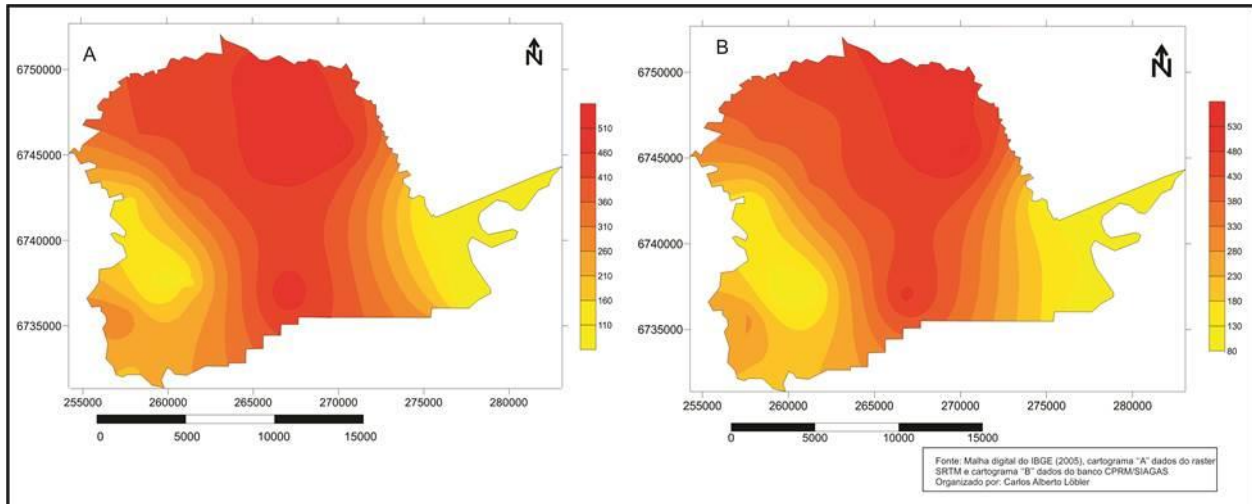 A
N
6750000
6745000
6740000
6735000
255000 260000 265000 270000 275000 280000
0 5000 10000 15000
510
460
410
360
310
260
210
160
110
B
N
6750000
6745000
6740000
6735000
255000 260000 265000 270000 275000 280000
0 5000 10000 15000
530
480
430
380
330
280
230
180
130
80
Fonte: Malha digital do IBGE (2005), cartograma "A" dados do raster
SRTM e cartograma "B" dados do banco CPRM/SIAGAS
Organizado por: Carlos Alberto Löbler